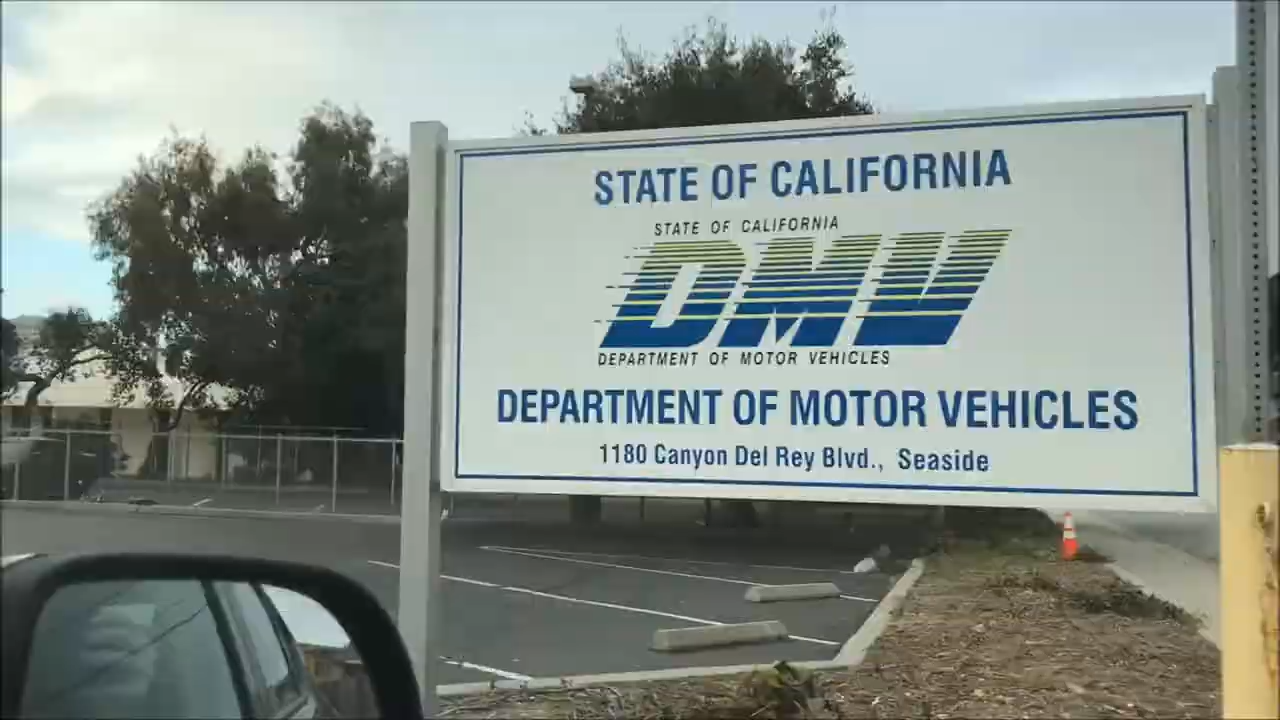 STATE OF CALIFORNIA
STATE OF CALIFORNIA
DMV
DEPARTMENT OF MOTOR VEHICLES
DEPARTMENT OF MOTOR VEHICLES
1180 Canyon Del Rey Blvd., Seaside